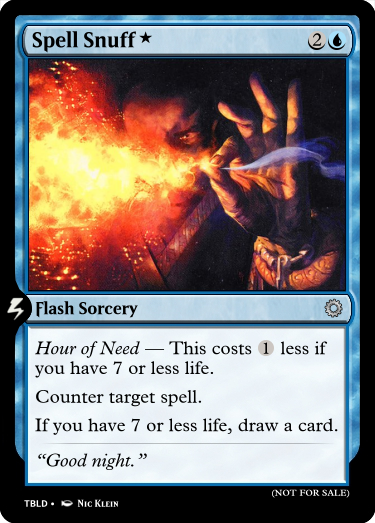 Spell Snuff ★ 2
Flash Sorcery
Hour of Need — This costs 1 less if
you have 7 or less life.
Counter target spell.
If you have 7 or less life, draw a card.
“Good night.”
(NOT FOR SALE)
TBLD • Nic Klein